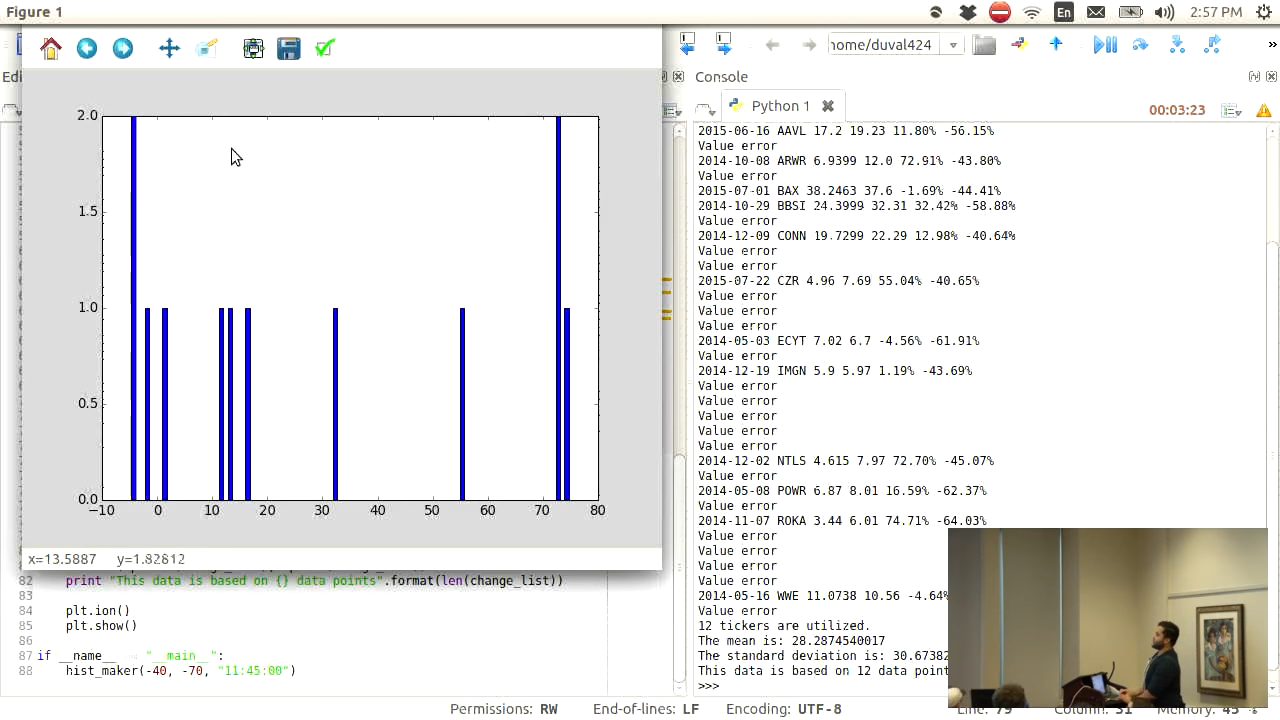 Figure 1
En
2:57 PM
home/duval424
»
Edi
Console
Python 1
00:03:23
2.0
1.5
1.0
0.5
0.0
−10 0 10 20 30 40 50 60 70 80
x=13.5887 y=1.82812
82 print "This data is based on {} data points".format(len(change_list))
83
84 plt.ion()
85 plt.show()
86
87 if __name__ == "__main__":
88 hist_maker(-40, -70, "11:45:00")
2015-06-16 AAVL 17.2 19.23 11.80% -56.15%
Value error
2014-10-08 ARWR 6.9399 12.0 72.91% -43.80%
Value error
2015-07-01 BAX 38.2463 37.6 -1.69% -44.41%
2014-10-29 BBSI 24.3999 32.31 32.42% -58.88%
Value error
2014-12-09 CONN 19.7299 22.29 12.98% -40.64%
Value error
Value error
2015-07-22 CZR 4.96 7.69 55.04% -40.65%
Value error
Value error
Value error
2014-05-03 ECYT 7.02 6.7 -4.56% -61.91%
Value error
2014-12-19 IMGN 5.9 5.97 1.19% -43.69%
Value error
Value error
Value error
Value error
Value error
2014-12-02 NTLS 4.615 7.97 72.70% -45.07%
Value error
2014-05-08 POWR 6.87 8.01 16.59% -62.37%
Value error
2014-11-07 ROKA 3.44 6.01 74.71% -64.03%
Value error
Value error
Value error
Value error
2014-05-16 WWE 11.0738 10.56 -4.64%
Value error
12 tickers are utilized.
The mean is: 28.2874540017
The standard deviation is: 30.67382
This data is based on 12 data point
>>>
Permissions: RW End-of-lines: LF Encoding: UTF-8 Line: 79 Column: 31 Memory: 45 %